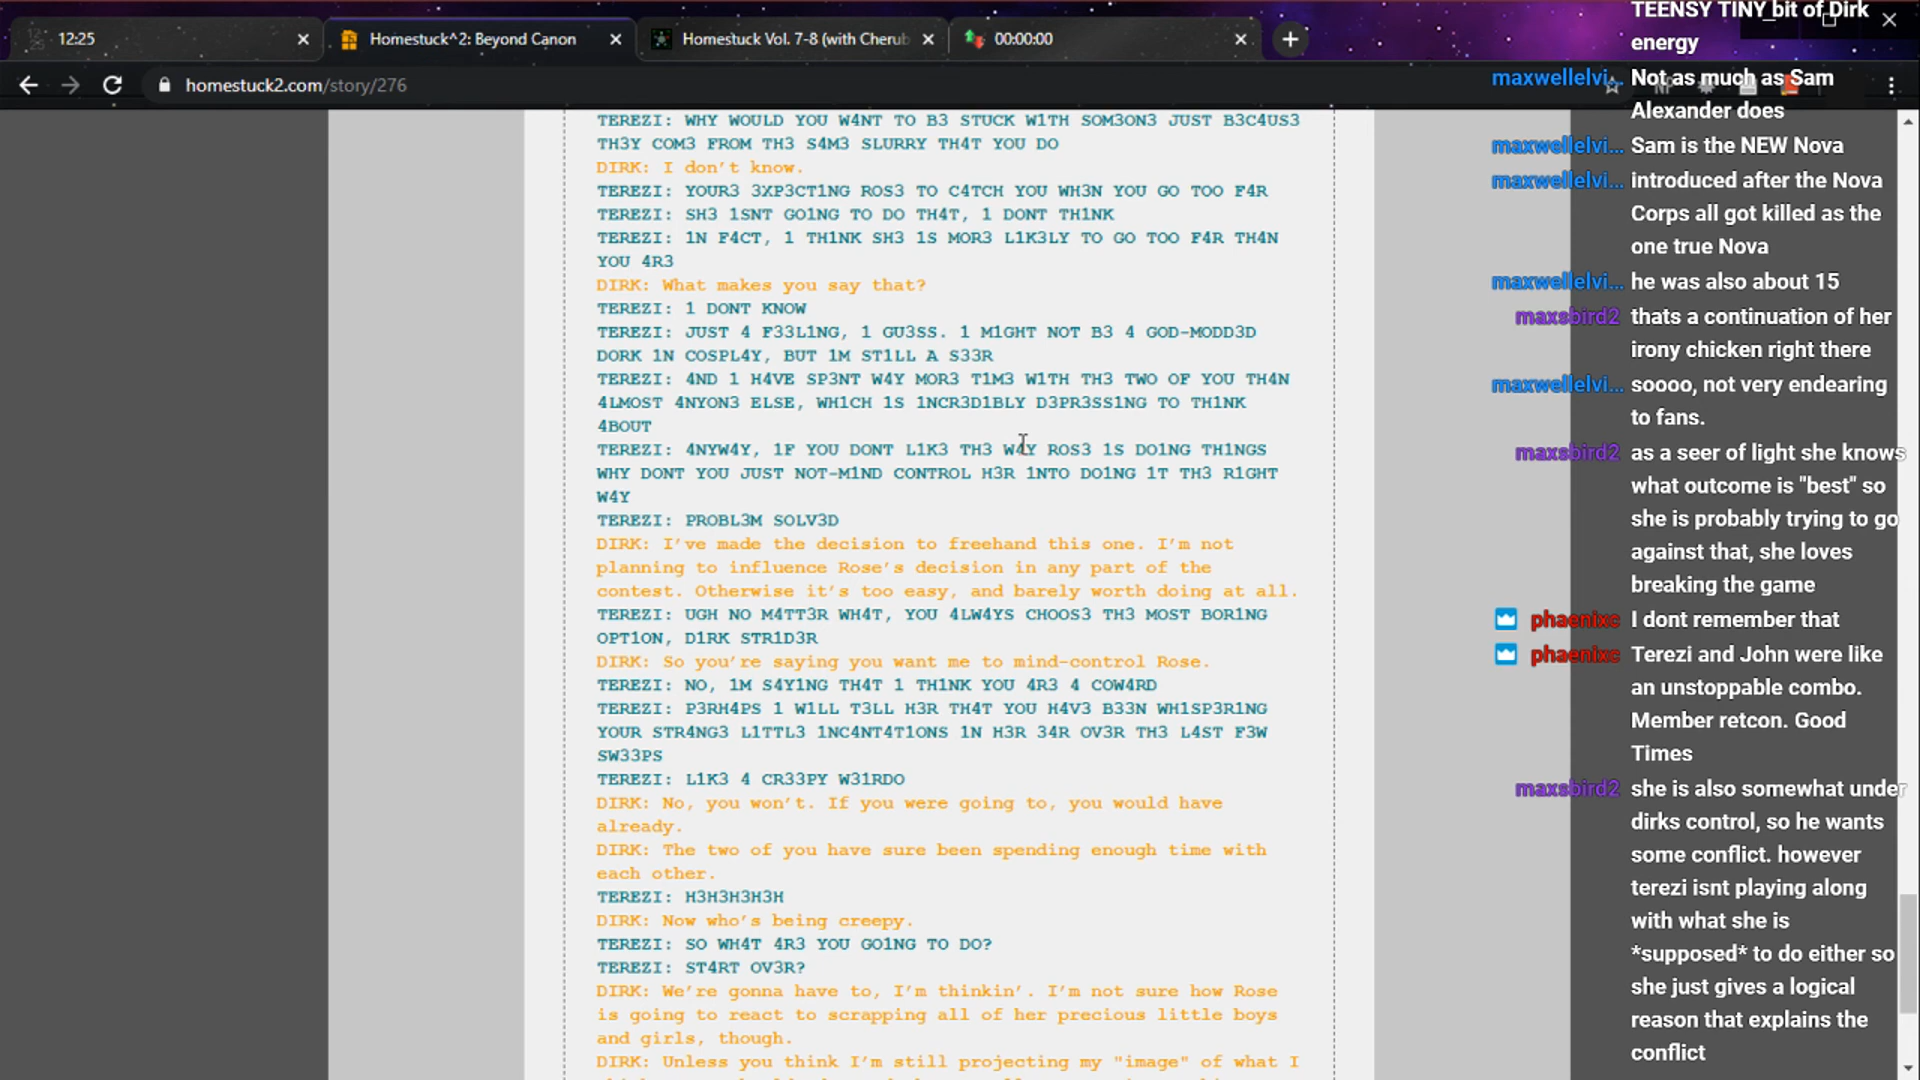 12:25
Homestuck^2: Beyond Canon
Homestuck Vol. 7-8 (with Cherub
00:00:00
homestuck2.com/story/276
TEREZI: WHY WOULD YOU W4NT TO B3 STUCK W1TH SOM3ON3 JUST B3C4US3
TH3Y COM3 FROM TH3 S4M3 SLURRY TH4T YOU DO
DIRK: I don't know.
TEREZI: YOUR3 3XP3CT1NG ROS3 TO C4TCH YOU WH3N YOU GO TOO F4R
TEREZI: SH3 1SNT GO1NG TO DO TH4T, 1 DONT TH1NK
TEREZI: 1N F4CT, 1 TH1NK SH3 1S MOR3 L1K3LY TO GO TOO F4R TH4N
YOU 4R3
DIRK: What makes you say that?
TEREZI: 1 DONT KNOW
TEREZI: JUST 4 F33L1NG, 1 GU3SS. 1 M1GHT NOT B3 4 GOD-MODD3D
DORK 1N COSPL4Y, BUT 1M ST1LL A S33R
TEREZI: 4ND 1 H4VE SP3NT W4Y MOR3 T1M3 W1TH TH3 TWO OF YOU TH4N
4LMOST 4NYON3 ELSE, WH1CH 1S 1NCR3D1BLY D3PR3SS1NG TO TH1NK
4BOUT
TEREZI: 4NYW4Y, 1F YOU DONT L1K3 TH3 W4Y ROS3 1S DO1NG TH1NGS
WHY DONT YOU JUST NOT-M1ND CONTROL H3R 1NTO DO1NG 1T TH3 R1GHT
W4Y
TEREZI: PROBL3M SOLV3D
DIRK: I've made the decision to freehand this one. I'm not
planning to influence Rose's decision in any part of the
contest. Otherwise it's too easy, and barely worth doing at all.
TEREZI: UGH NO M4TT3R WH4T, YOU 4LW4YS CHOOS3 TH3 MOST BOR1NG
OPT1ON, D1RK STR1D3R
DIRK: So you're saying you want me to mind-control Rose.
TEREZI: NO, 1M S4Y1NG TH4T 1 TH1NK YOU 4R3 4 COW4RD
TEREZI: P3RH4PS 1 W1LL T3LL H3R TH4T YOU H4V3 B33N WH1SP3R1NG
YOUR STR4NG3 L1TTL3 1NC4NT4T1ONS 1N H3R 34R OV3R TH3 L4ST F3W
SW33PS
TEREZI: L1K3 4 CR33PY W31RDO
DIRK: No, you won't. If you were going to, you would have
already.
DIRK: The two of you have sure been spending enough time with
each other.
TEREZI: H3H3H3H3H
DIRK: Now who's being creepy.
TEREZI: SO WH4T 4R3 YOU GO1NG TO DO?
TEREZI: ST4RT OV3R?
DIRK: We're gonna have to, I'm thinkin'. I'm not sure how Rose
is going to react to scrapping all of her precious little boys
and girls, though.
DIRK: Unless you think I'm still projecting my "image" of what I
TEENSY TINY bit of Dirk
energy
maxwellelvi... Not as much as Sam
Alexander does
maxwellelvi... Sam is the NEW Nova
maxwellelvi... introduced after the Nova
Corps all got killed as the
one true Nova
maxwellelvi... he was also about 15
maxsbird2 thats a continuation of her
irony chicken right there
maxwellelvi... soooo, not very endearing
to fans.
maxsbird2 as a seer of light she knows
what outcome is "best" so
she is probably trying to go
against that, she loves
breaking the game
phaenixc I dont remember that
phaenixc Terezi and John were like
an unstoppable combo.
Member retcon. Good
Times
maxsbird2 she is also somewhat under
dirks control, so he wants
some conflict. however
terezi isnt playing along
with what she is
*supposed* to do either so
she just gives a logical
reason that explains the
conflict